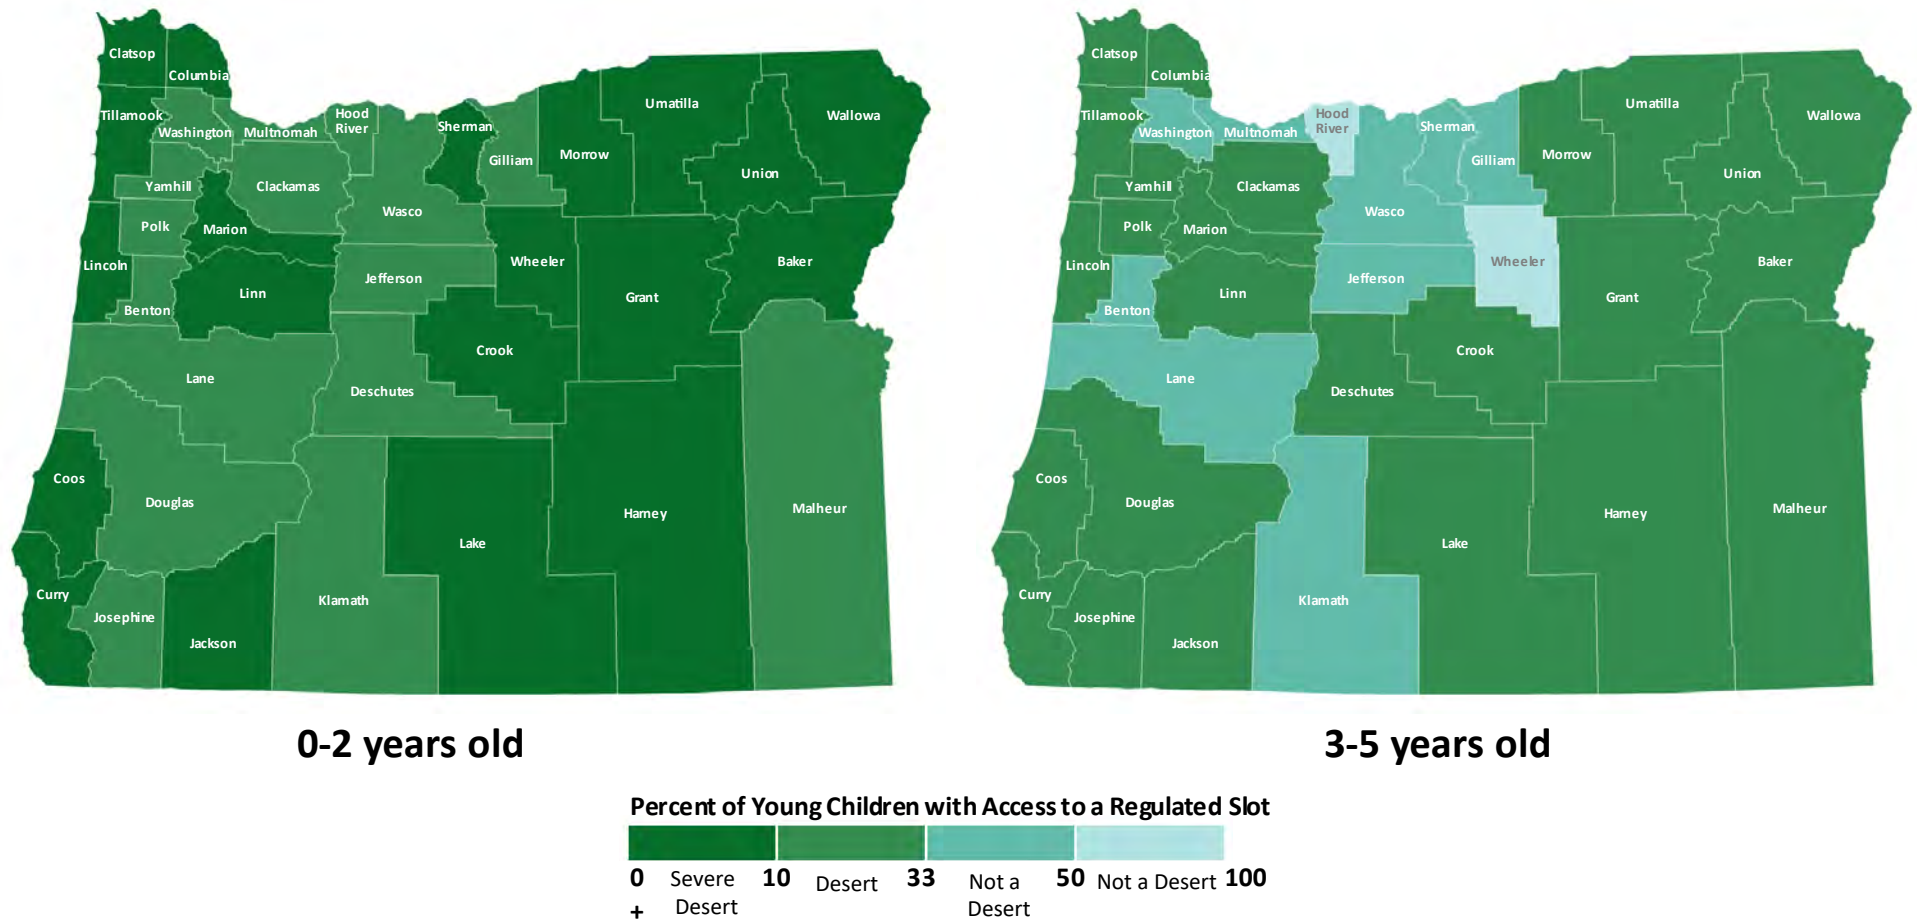 Clatsop
Columbia
Tillamook
Washington
Multnomah
Hood
River
Sherman
Gilliam
Morrow
Umatilla
Wallowa
Union
Yamhill
Clackamas
Wasco
Polk
Marion
Lincoln
Linn
Benton
Jefferson
Wheeler
Grant
Baker
Lane
Deschutes
Crook
Coos
Douglas
Lake
Harney
Malheur
Curry
Josephine
Jackson
Klamath
0-2 years old
Clatsop
Columbia
Tillamook
Washington
Multnomah
Hood
River
Sherman
Gilliam
Morrow
Umatilla
Wallowa
Union
Yamhill
Clackamas
Wasco
Polk
Marion
Lincoln
Linn
Benton
Jefferson
Wheeler
Grant
Baker
Lane
Deschutes
Crook
Coos
Douglas
Lake
Harney
Malheur
Curry
Josephine
Jackson
Klamath
3-5 years old
Percent of Young Children with Access to a Regulated Slot
0 Severe 10 Desert 33 Not a 50 Not a Desert 100
+ Desert Desert